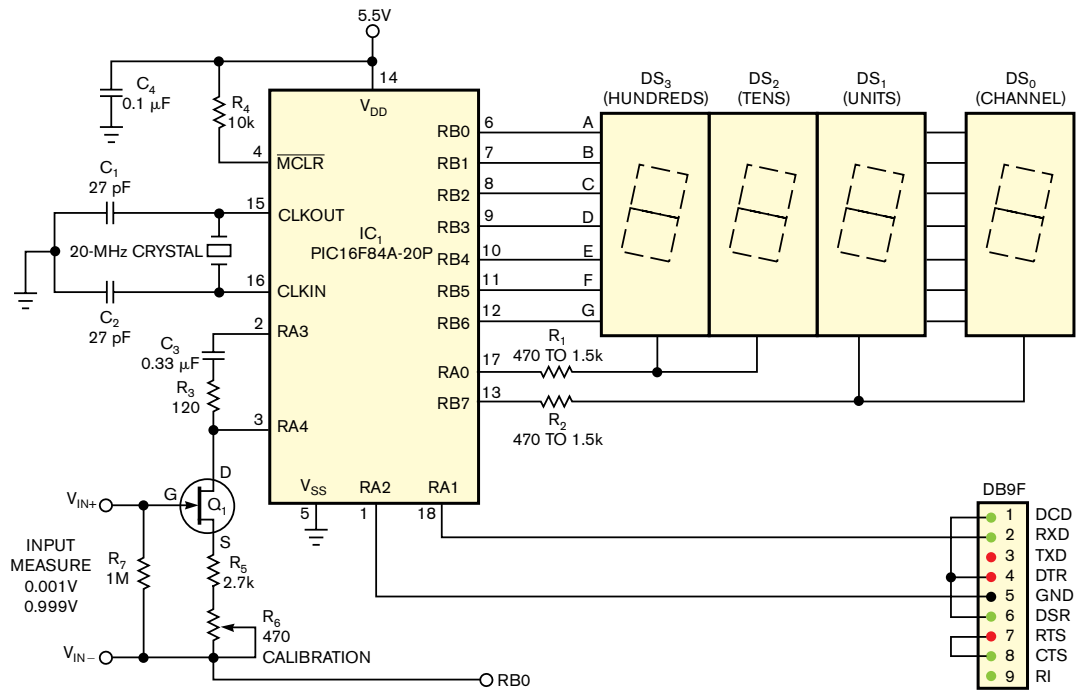 5.5V
C4
0.1 µF
R4
10k
14
VDD
4
MCLR
C1
27 pF
15
CLKOUT
20-MHz CRYSTAL
16
CLKIN
C2
27 pF
IC1
PIC16F84A-20P
2
RA3
C3
0.33 µF
R3
120
3
RA4
RB0
6
A
RB1
7
B
RB2
8
C
RB3
9
D
RB4
10
E
RB5
11
F
RB6
12
G
RA0
17
R1
470 TO 1.5k
RB7
13
R2
470 TO 1.5k
DS3
(HUNDREDS)
DS2
(TENS)
DS1
(UNITS)
DS0
(CHANNEL)
VSS
5
RA2
1
RA1
18
D
G
Q1
S
VIN+
INPUT
MEASURE
0.001V
0.999V
R7
1M
R5
2.7k
R6
470
CALIBRATION
VIN−
RB0
DB9F
1 DCD
2 RXD
3 TXD
4 DTR
5 GND
6 DSR
7 RTS
8 CTS
9 RI